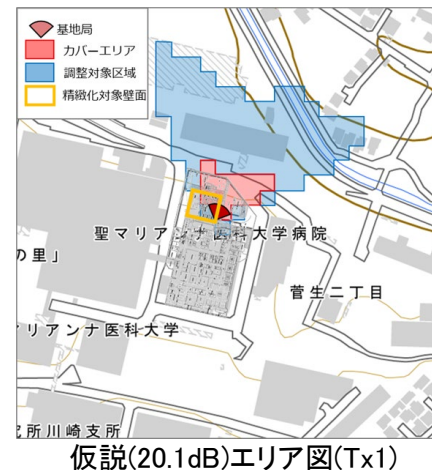 基地局
カバーエリア
調整対象区域
精緻化対象壁面
聖マリアンナ医科大学病院
の里」
菅生二丁目
マリアンナ医科大学
究所川崎支所
仮説(20.1dB)エリア図(Tx1)